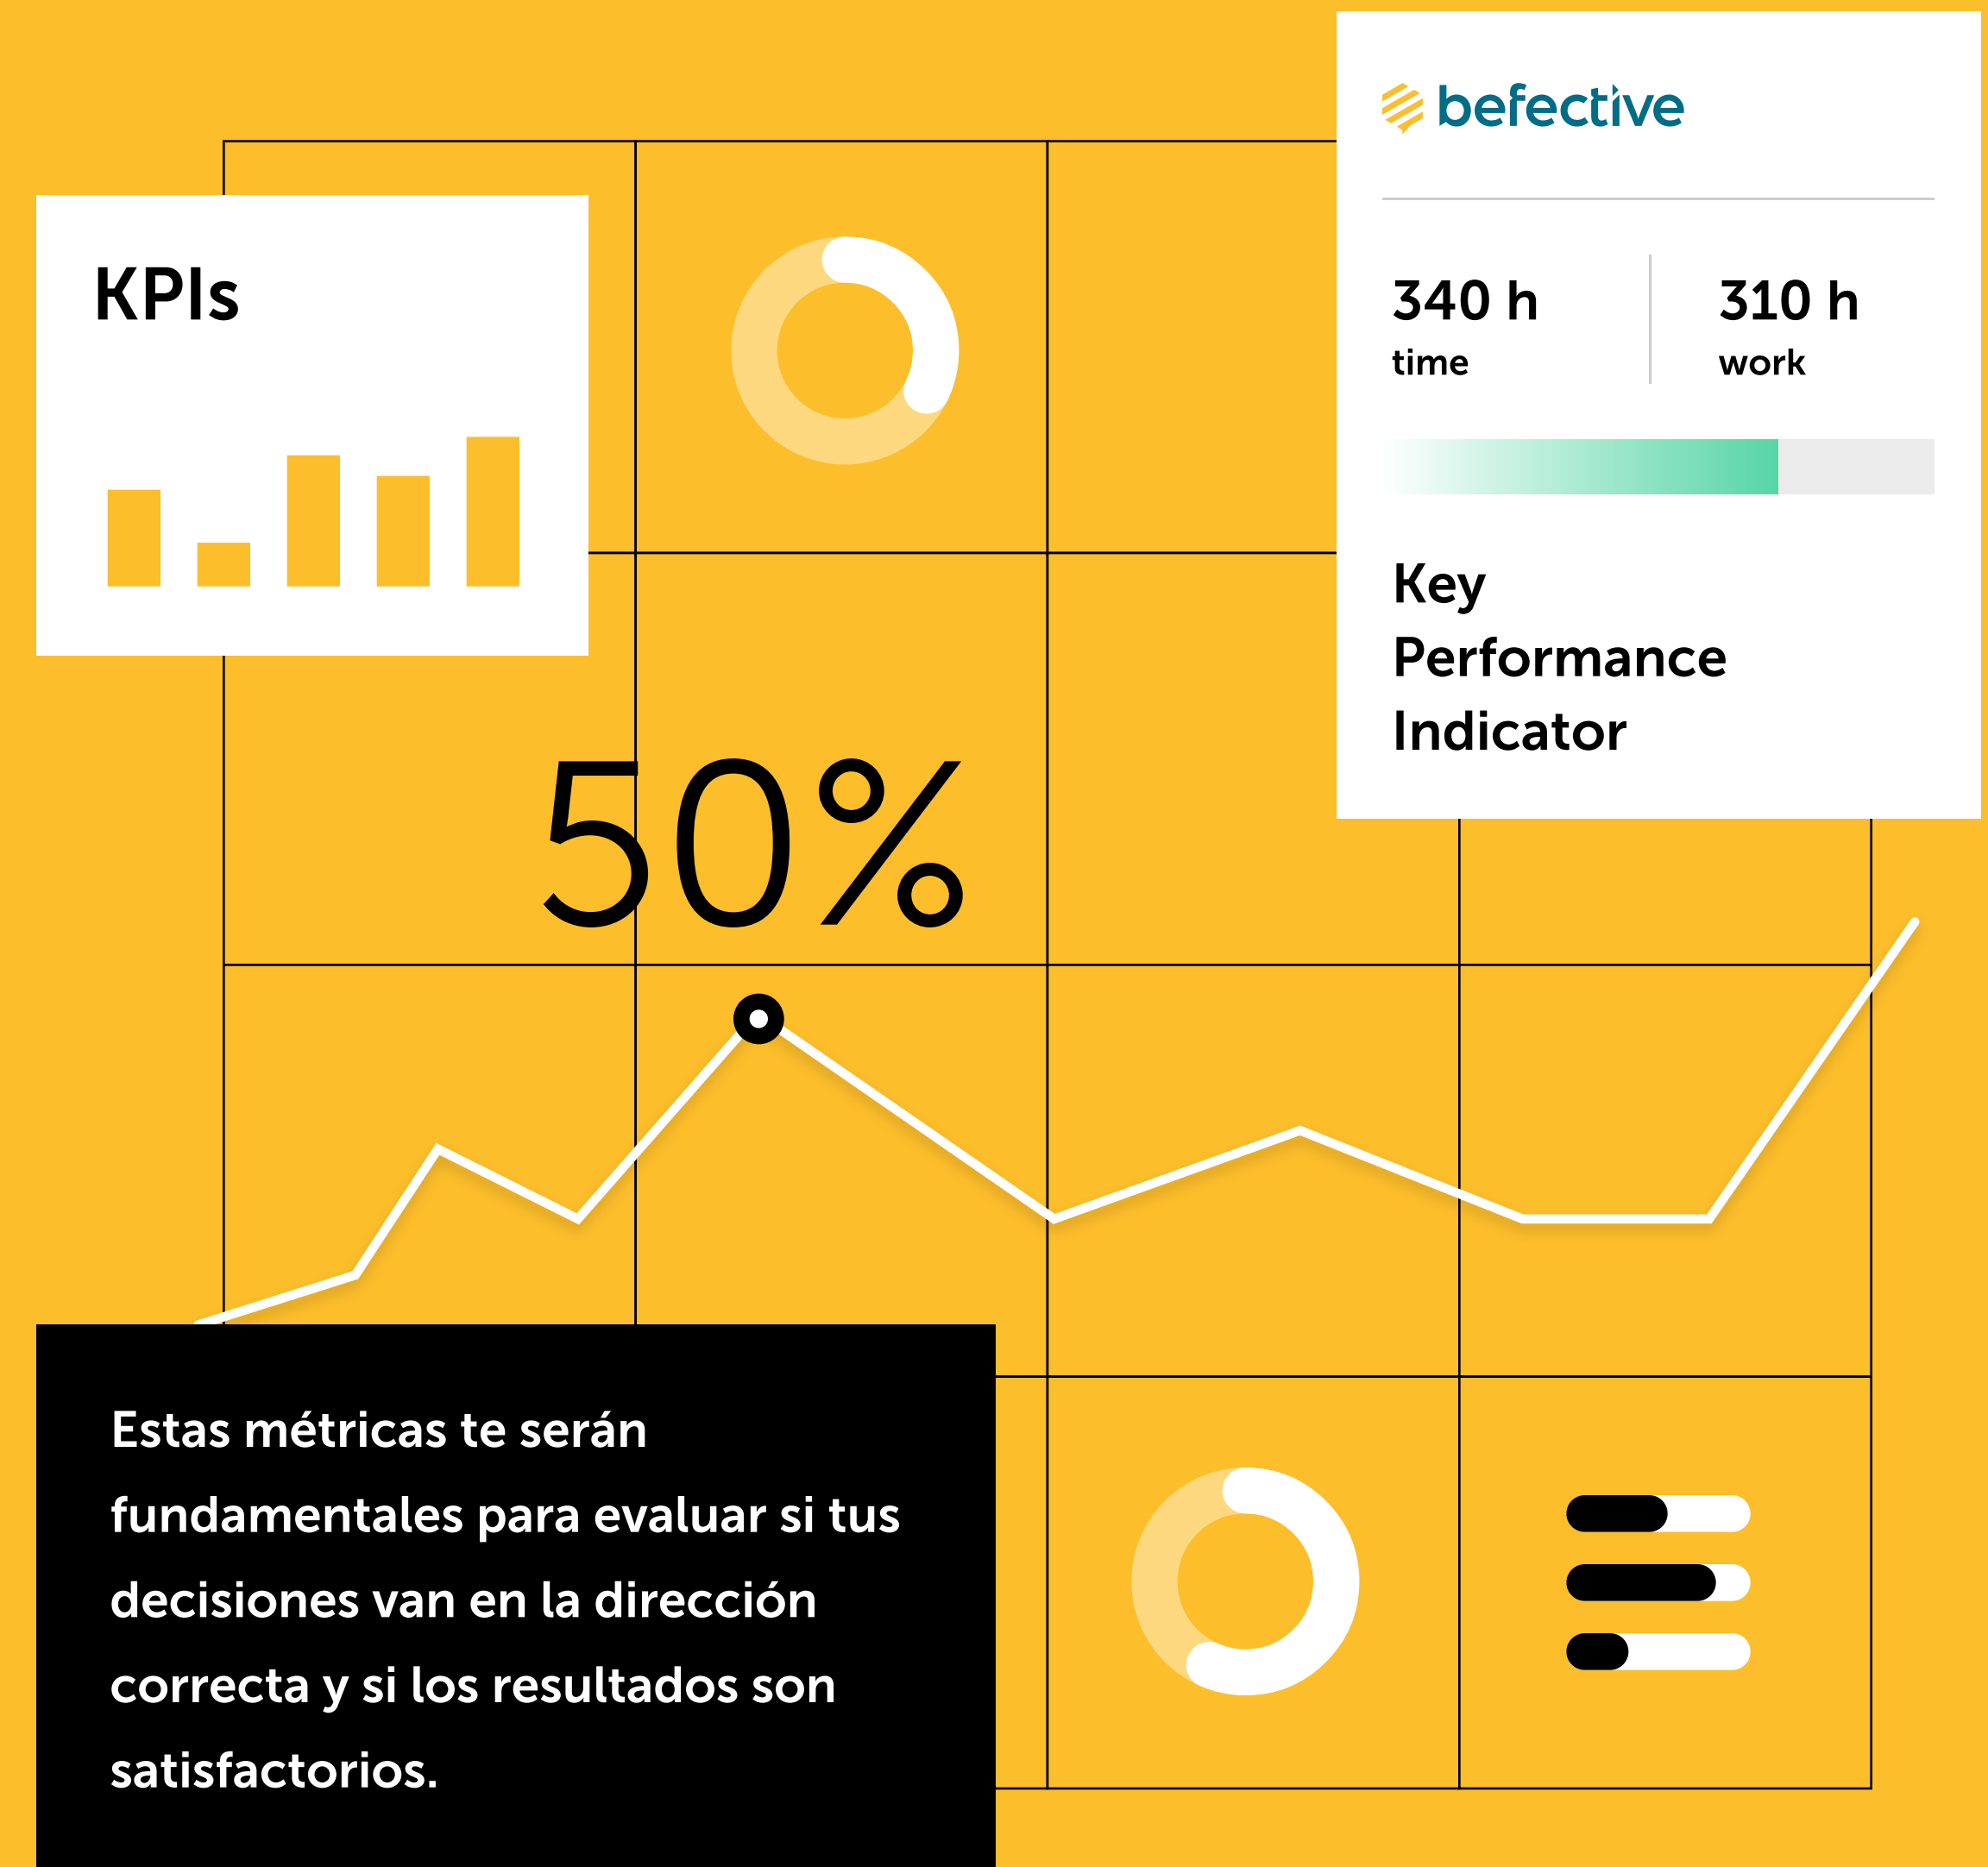 befective
KPIs
340 h
310 h
time
work
Key
Performance
Indicator
50%
Estas métricas te serán
fundamentales para evaluar si tus
decisiones van en la dirección
correcta y si los resultados son
satisfactorios.